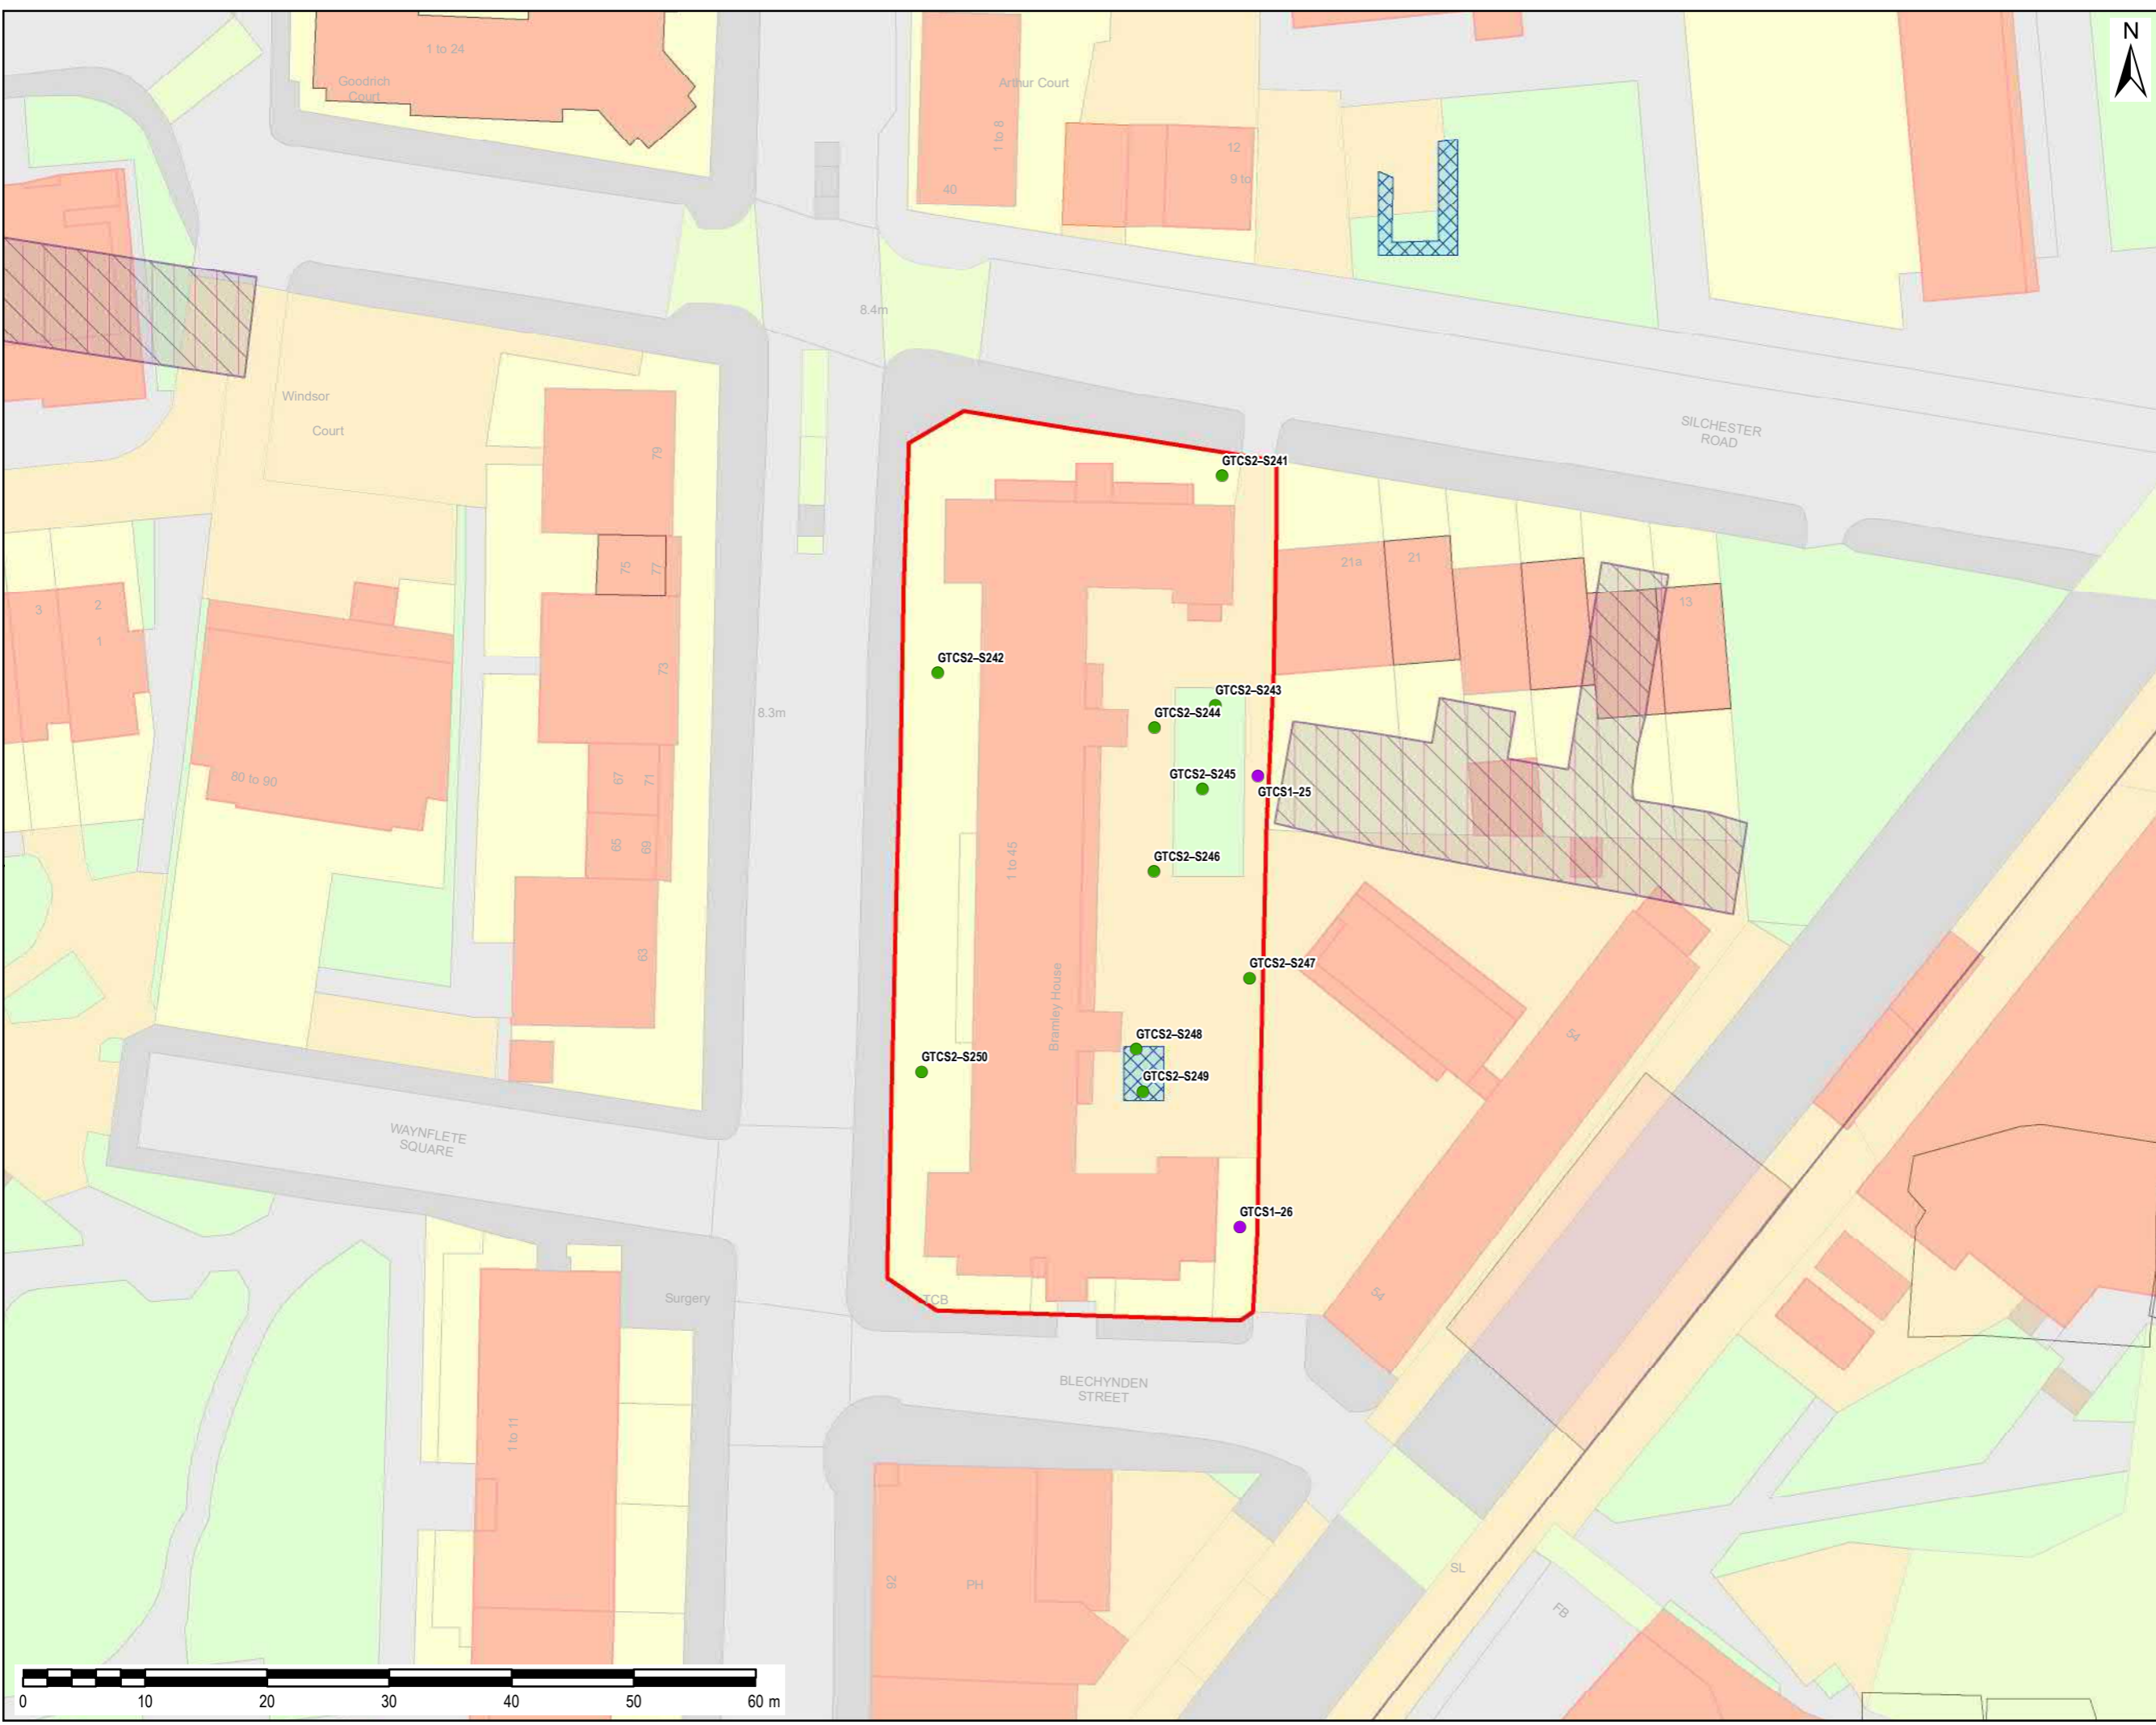 N
1 to 24
Goodrich
Court
Arthur Court
1 to 8
12
9 to
40
8.4m
Windsor
Court
SILCHESTER
ROAD
79
GTCS2–S241
75
77
21a
21
13
3
2
1
GTCS2–S242
73
GTCS2–S243
8.3m
GTCS2–S244
80 to 90
67
71
GTCS2–S245
GTCS1–25
65
69
1 to 45
GTCS2–S246
63
GTCS2–S247
Bramley House
GTCS2–S248
54
GTCS2–S250
GTCS2–S249
WAYNFLETE
SQUARE
GTCS1–26
Surgery
TCB
54
BLECHYNDEN
STREET
1 to 11
92
PH
SL
FB
0 10 20 30 40 50 60 m